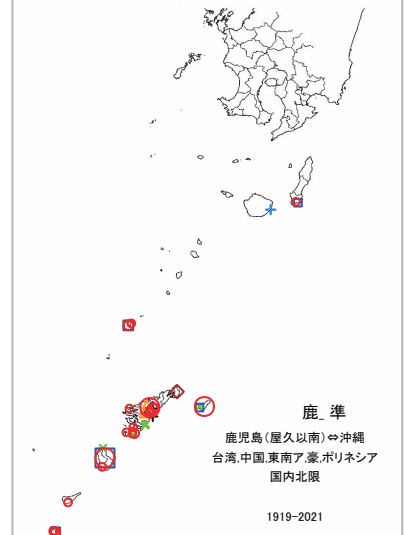 鹿_ 準
鹿児島(屋久以南)⇔沖縄
台湾,中国,東南ア,豪,ポリネシア
国内北限
1919-2021